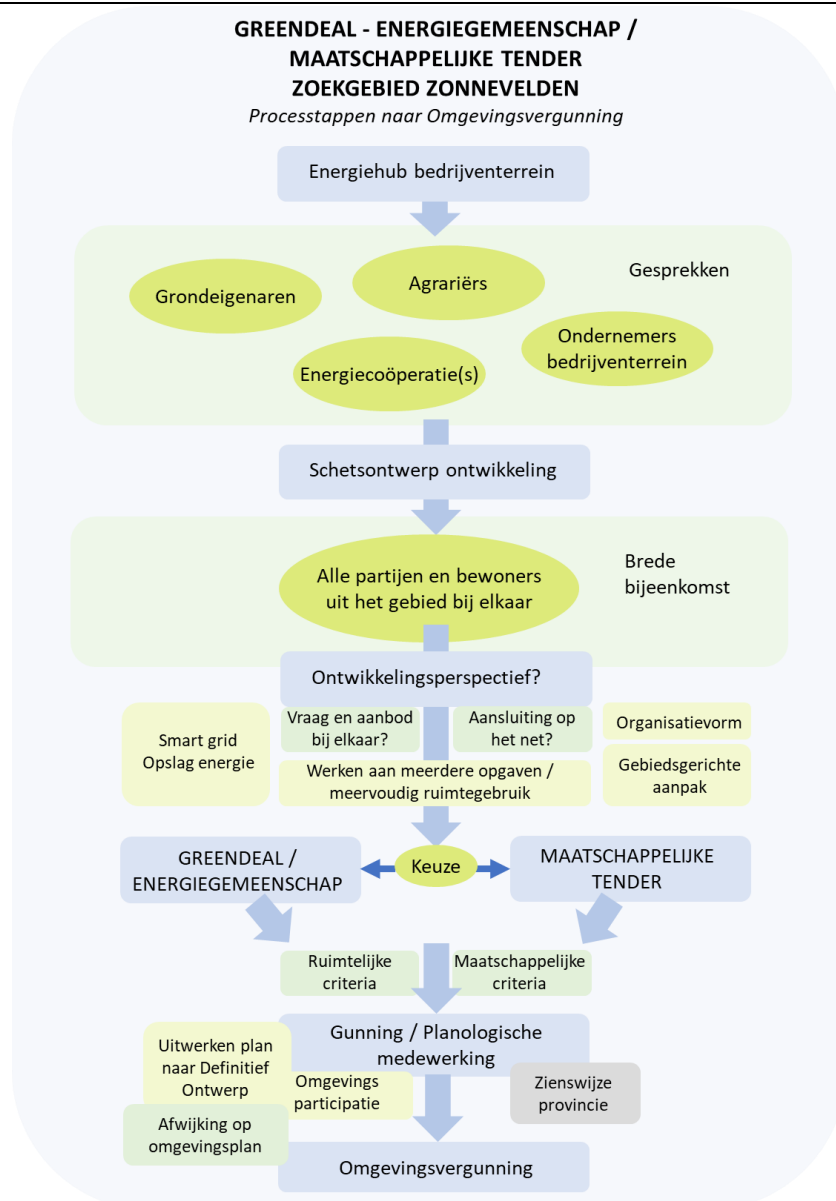 GREENDEAL - ENERGIEGEMEENSCHAP /
MAATSCHAPPELIJKE TENDER
ZOEKGEBIED ZONNEVELDEN
Processtappen naar Omgevingsvergunning
Energiehub bedrijventerrein
Gesprekken
Agrariërs
Grondeigenaren
Ondernemers
bedrijventerrein
Energiecoöperatie(s)
Schetsontwerp ontwikkeling
Brede
bijeenkomst
Alle partijen en bewoners
uit het gebied bij elkaar
Ontwikkelingsperspectief?
Smart grid
Opslag energie
Vraag en aanbod
bij elkaar?
Aansluiting op
het net?
Organisatievorm
Werken aan meerdere opgaven /
meervoudig ruimtegebruik
Gebiedsgerichte
aanpak
GREENDEAL /
ENERGIEGEMEENSCHAP
Keuze
MAATSCHAPPELIJKE
TENDER
Ruimtelijke
criteria
Maatschappelijke
criteria
Gunning / Planologische
medewerking
Uitwerken plan
naar Definitief
Ontwerp
Omgevings
participatie
Zienswijze
provincie
Afwijking op
omgevingsplan
Omgevingsvergunning